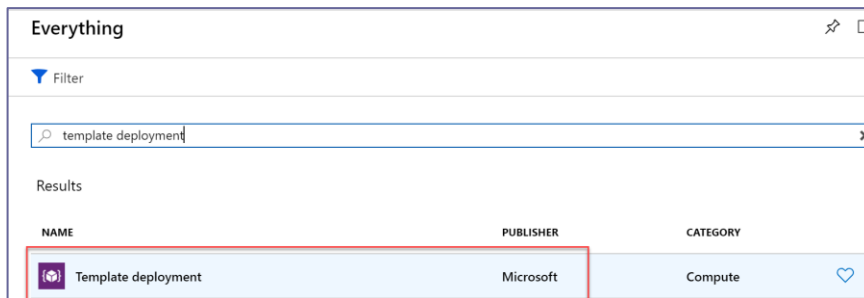 Everything
Filter
template deployment
Results
NAME PUBLISHER CATEGORY
Template deployment Microsoft Compute